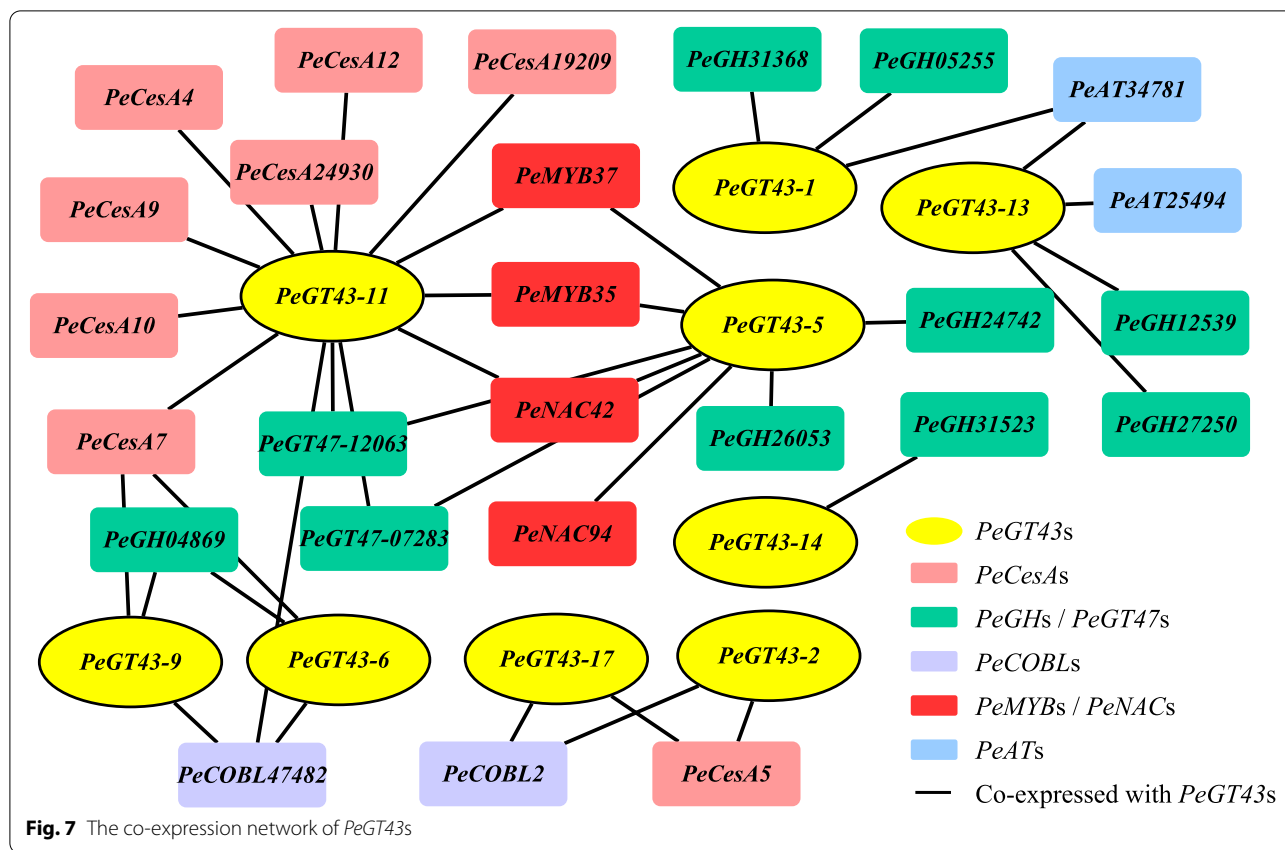 PeCesA12
PeCesA19209
PeGH31368
PeGH05255
PeCesA4
PeAT34781
PeCesA24930
PeMYB37
PeGT43-1
PeGT43-13
PeAT25494
PeCesA9
PeGT43-11
PeMYB35
PeGT43-5
PeGH24742
PeGH12539
PeCesA10
PeNAC42
PeCesA7
PeGT47-12063
PeGH26053
PeGH31523
PeGH27250
PeGH04869
PeGT47-07283
PeNAC94
PeGT43-14
PeGT43-9
PeGT43-6
PeGT43-17
PeGT43-2
PeCOBL47482
PeCOBL2
PeCesA5
PeGT43s
PeCesAs
PeGHs / PeGT47s
PeCOBLs
PeMYBs / PeNACs
PeATs
Co-expressed with PeGT43s
Fig. 7 The co-expression network of PeGT43s